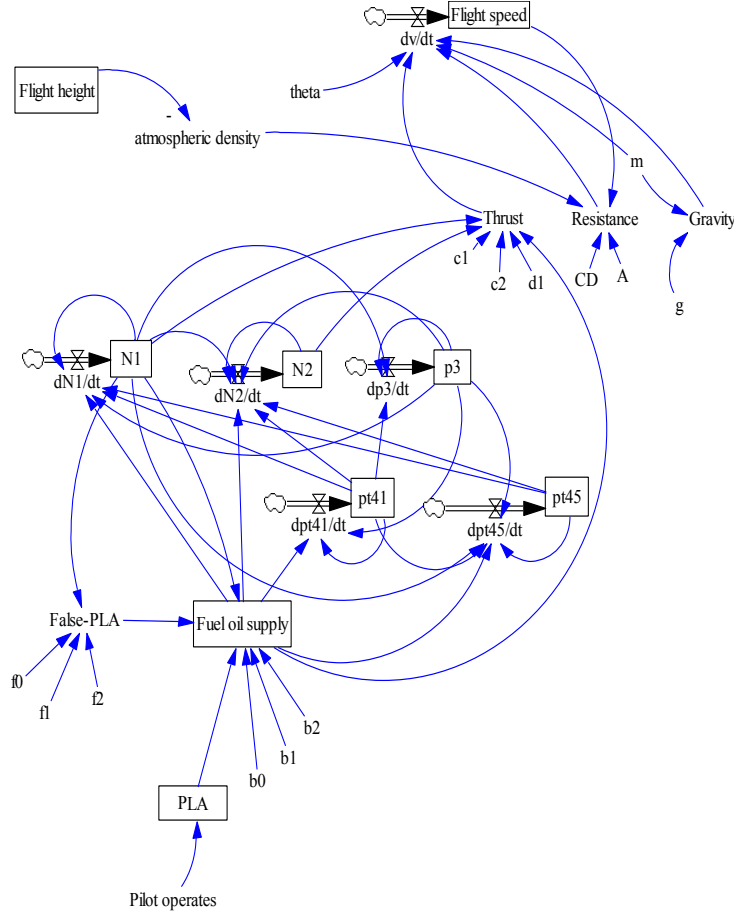 Flight speed
dv/dt
Flight height
theta
-
atmospheric density
m
Thrust
Resistance
Gravity
c1
c2
d1
CD
A
g
N1
dN1/dt
N2
dN2/dt
p3
dp3/dt
pt41
dpt41/dt
pt45
dpt45/dt
False-PLA
Fuel oil supply
f0
f1
f2
b2
b1
b0
PLA
Pilot operates